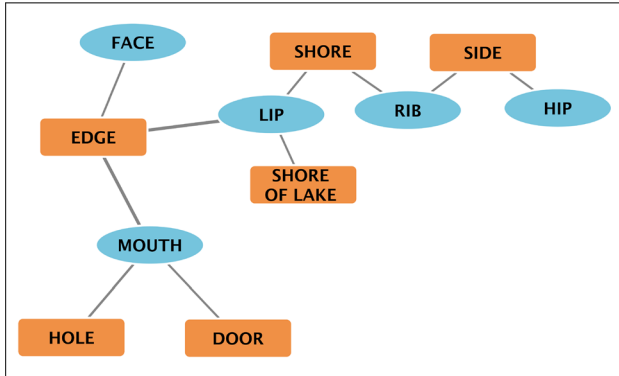 FACE
SHORE
SIDE
EDGE
LIP
RIB
HIP
SHORE
OF LAKE
MOUTH
HOLE
DOOR